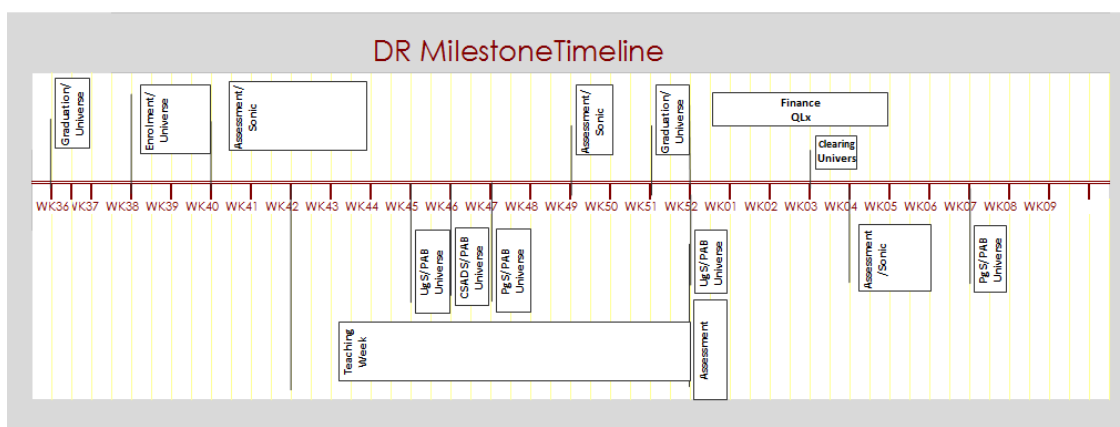 DR MilestoneTimeline
Graduation/
Universe
Enrolment/
Universe
Assessment/
Sonic
Assessment/
Sonic
Graduation/
Universe
Finance
QLx
Clearing
Univers
WK36 WK37 WK38 WK39 WK40 WK41 WK42 WK43 WK44 WK45 WK46 WK47 WK48 WK49 WK50 WK51 WK52 WK01 WK02 WK03 WK04 WK05 WK06 WK07 WK08 WK09
UgS/PAB
Universe
CSADS/PAB
Universe
PgS/PAB
Universe
UgS/PAB
Universe
Assessment
/Sonic
PgS/PAB
Universe
Teaching
Week
Assessment